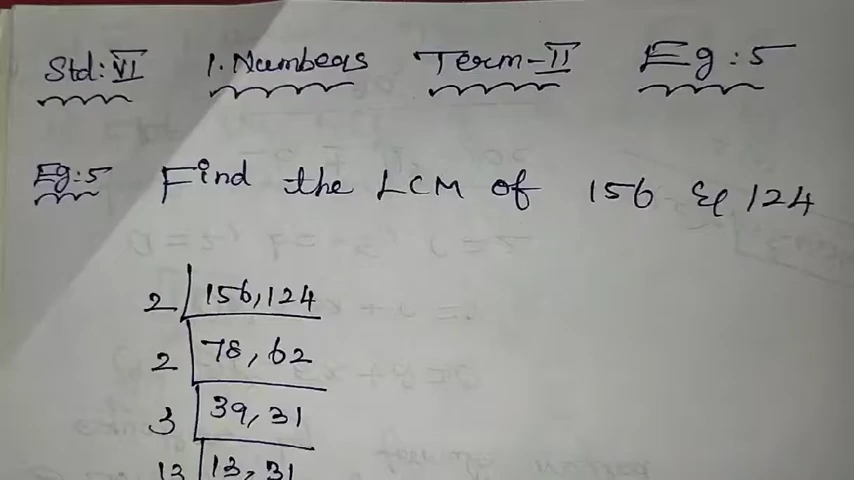 Std: VI 1. Numbers Term-II Eg: 5
Eg: 5 Find the LCM of 156 & 124
2 156, 124
2 78, 62
3 39, 31
13 13, 31